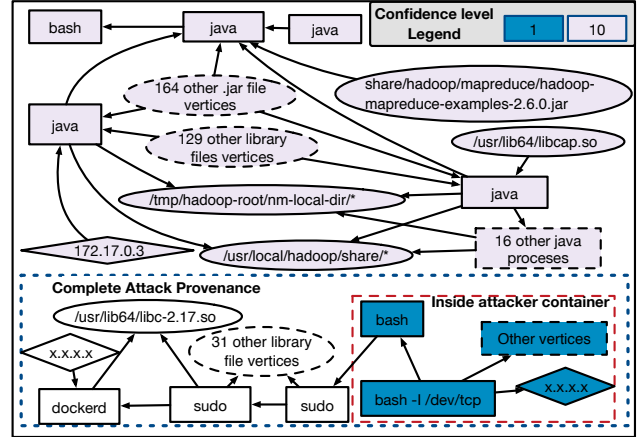 Confidence level
Legend
1
10
bash
java
java
164 other .jar file
vertices
share/hadoop/mapreduce/hadoop-
mapreduce-examples-2.6.0.jar
java
129 other library
files vertices
/usr/lib64/libcap.so
/tmp/hadoop-root/nm-local-dir/*
java
172.17.0.3
/usr/local/hadoop/share/*
16 other java
proceses
Complete Attack Provenance
Inside attacker container
/usr/lib64/libc-2.17.so
bash
31 other library
file vertices
Other vertices
x.x.x.x
dockerd
sudo
sudo
bash -I /dev/tcp
x.x.x.x